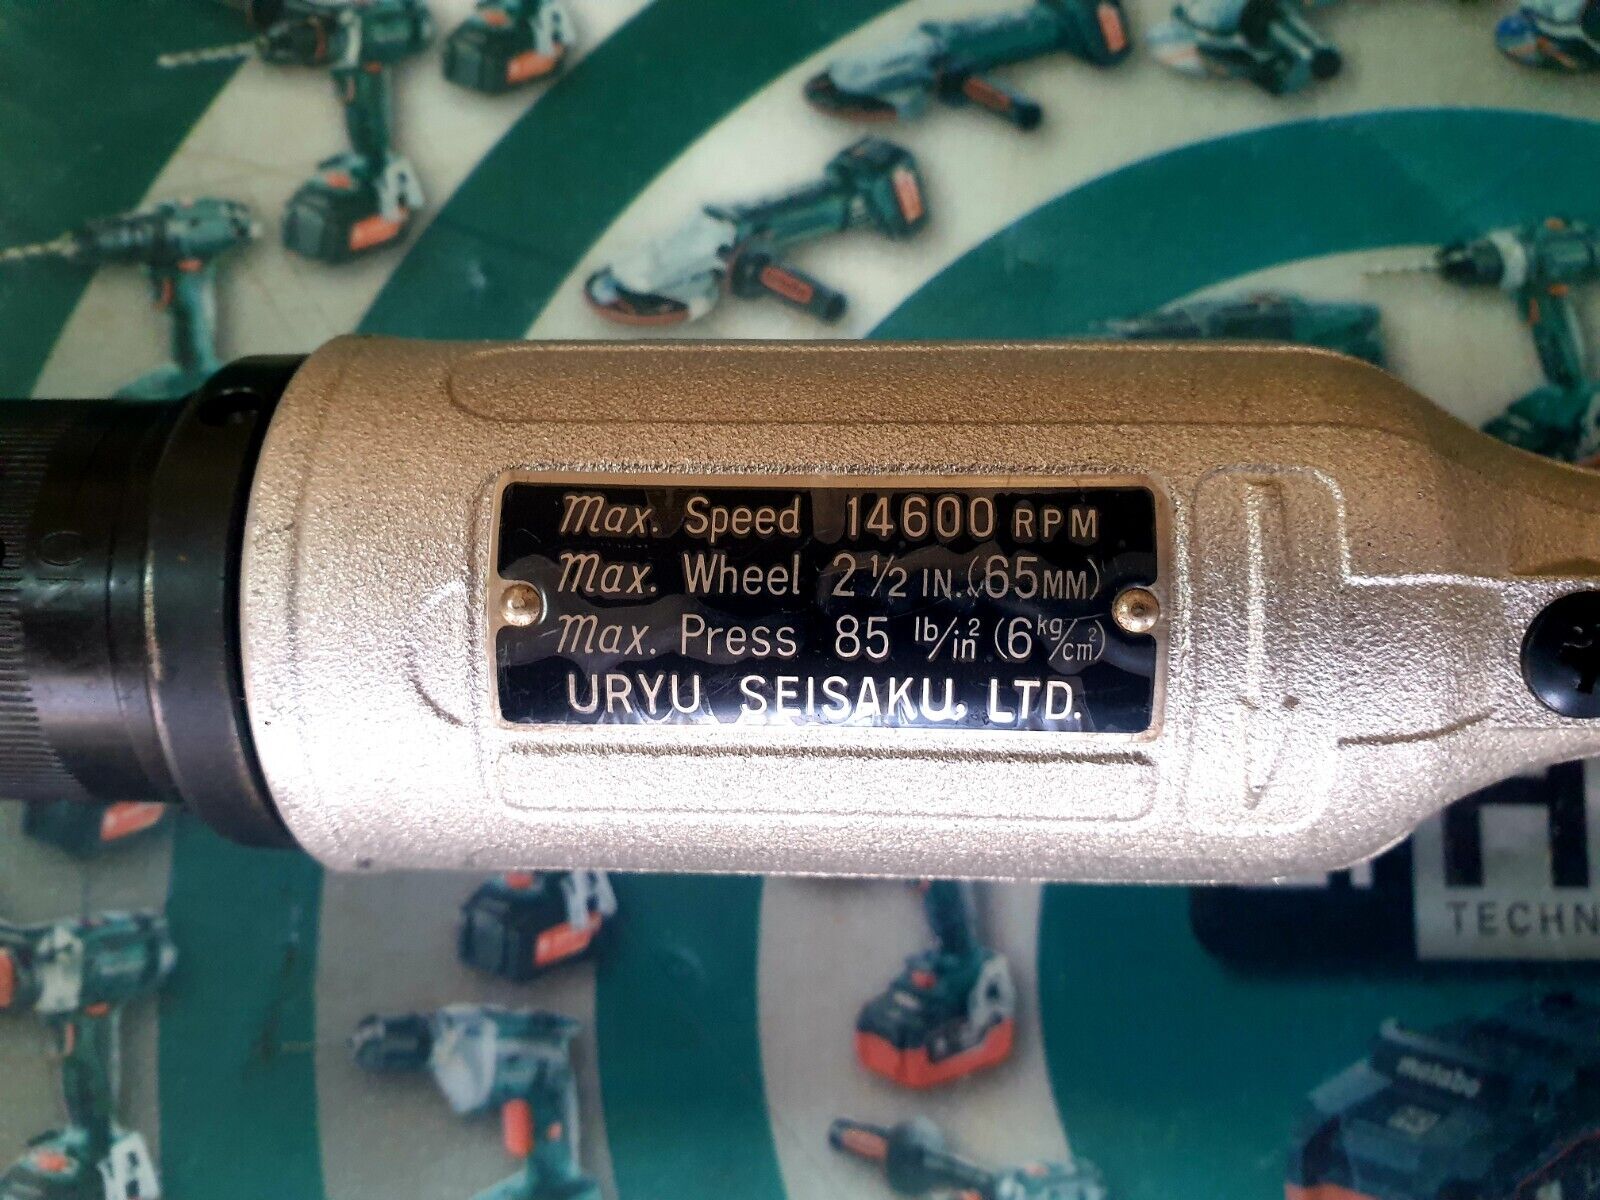 Max. Speed 14600 RPM
Max. Wheel 2 1/2 IN.(65MM)
Max. Press 85 lb/in² (6 kg/cm²)
URYU SEISAKU, LTD.
TECHN
metabo